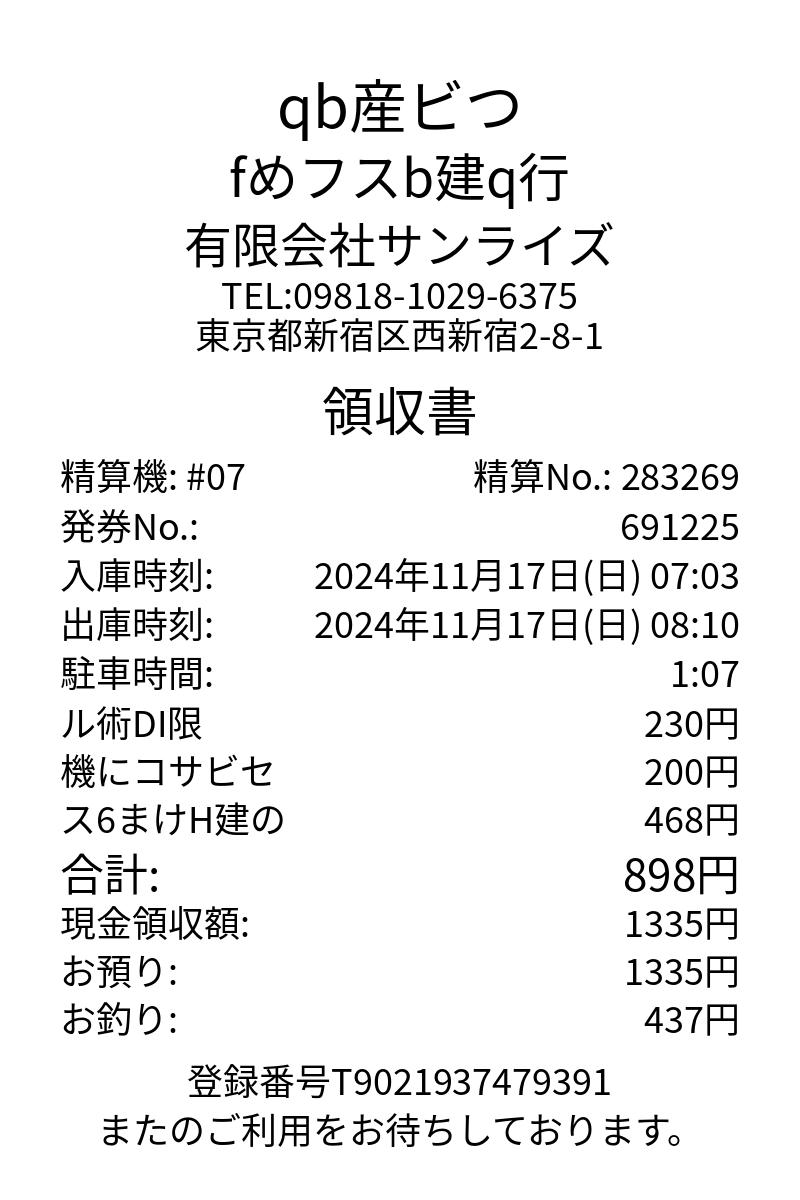 qb産ビつ
fめフスb建q行
有限会社サンライズ
TEL:09818-1029-6375
東京都新宿区西新宿2-8-1
領収書
精算機: #07 精算No.: 283269
発券No.: 691225
入庫時刻: 2024年11月17日(日) 07:03
出庫時刻: 2024年11月17日(日) 08:10
駐車時間: 1:07
ル術DI限 230円
機にコサビセ 200円
ス6まけH建の 468円
合計: 898円
現金領収額: 1335円
お預り: 1335円
お釣り: 437円
登録番号T9021937479391
またのご利用をお待ちしております。